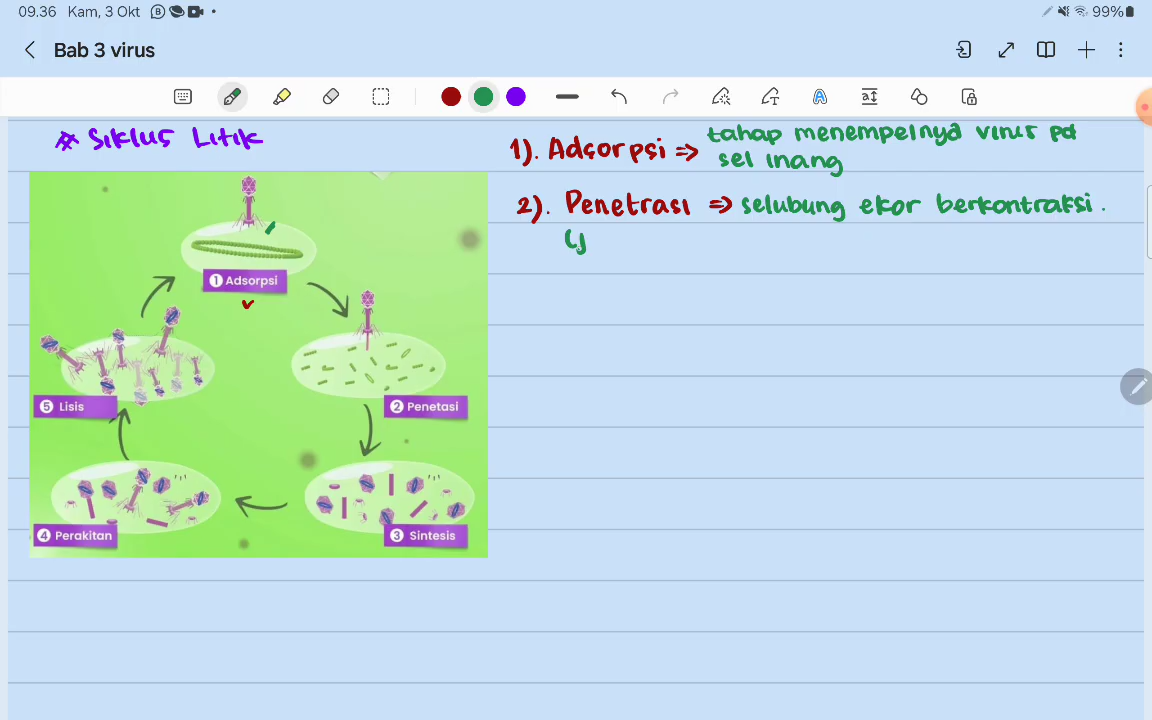 09.36 Kam, 3 Okt
99%
Bab 3 virus
# Siklus Litik
1). Adsorpsi => tahap menempelnya virus pd
sel inang
2). Penetrasi => selubung ekor berkontraksi.
1 Adsorpsi
2 Penetasi
5 Lisis
4 Perakitan
3 Sintesis